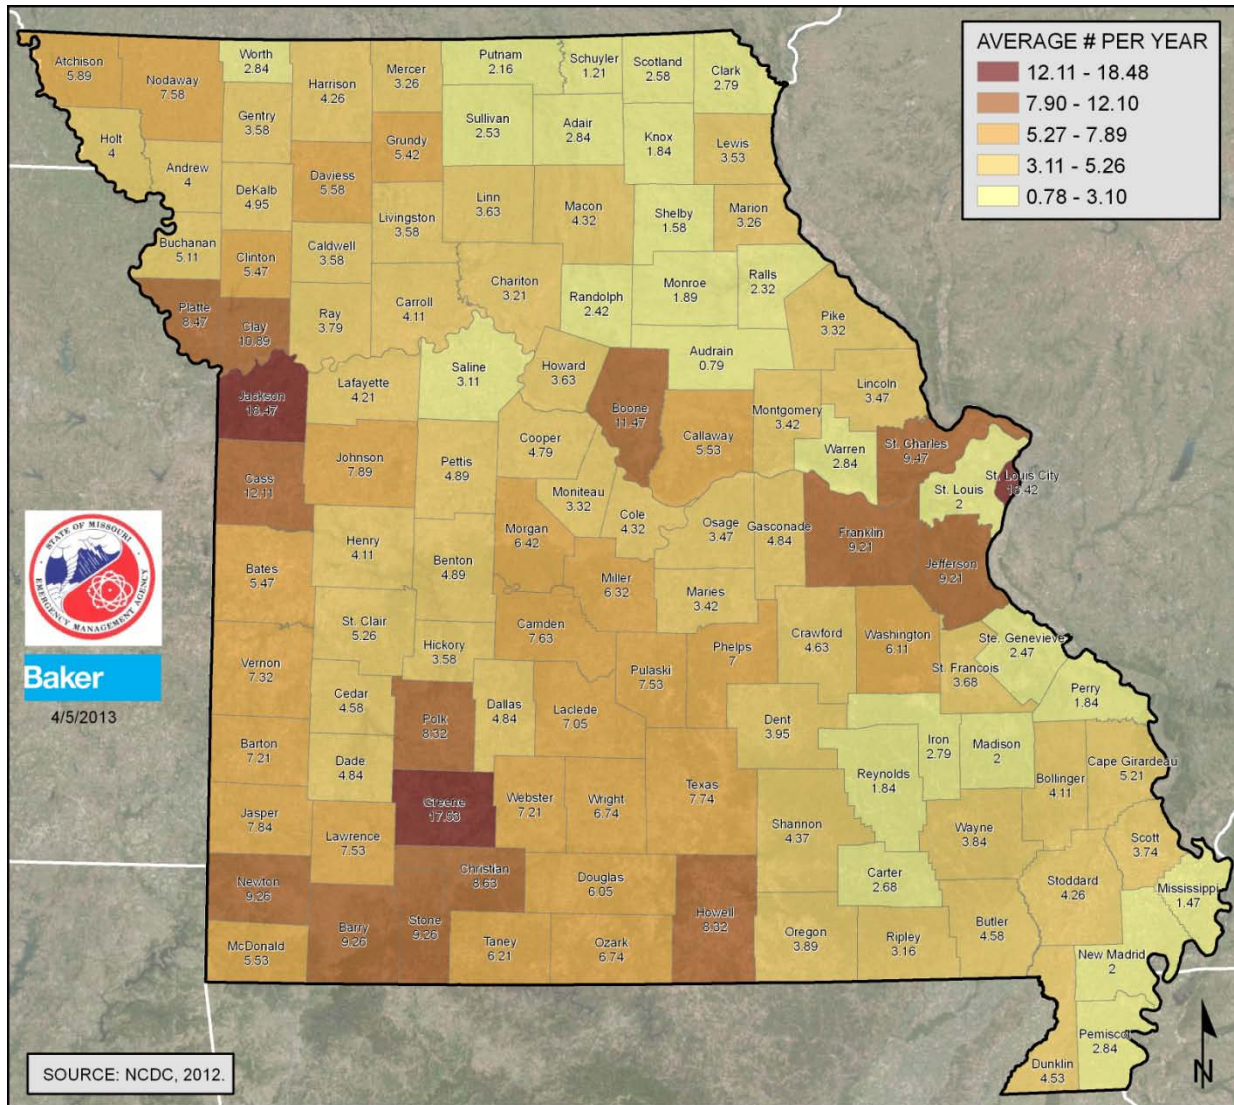 AVERAGE # PER YEAR
12.11 - 18.48
7.90 - 12.10
5.27 - 7.89
3.11 - 5.26
0.78 - 3.10
Atchison
5.89
Nodaway
7.58
Worth
2.84
Harrison
4.26
Mercer
3.26
Putnam
2.16
Schuyler
1.21
Scotland
2.58
Clark
2.79
Holt
4
Andrew
4
Gentry
3.58
DeKalb
4.95
Daviess
5.58
Grundy
5.42
Sullivan
2.53
Adair
2.84
Knox
1.84
Lewis
3.53
Buchanan
5.11
Clinton
5.47
Caldwell
3.58
Livingston
3.58
Linn
3.63
Macon
4.32
Shelby
1.58
Marion
3.26
Platte
8.47
Clay
10.89
Ray
3.79
Carroll
4.11
Chariton
3.21
Randolph
2.42
Monroe
1.89
Ralls
2.32
Pike
3.32
Jackson
18.47
Lafayette
4.21
Saline
3.11
Howard
3.63
Boone
11.47
Audrain
0.79
Callaway
5.53
Montgomery
3.42
Lincoln
3.47
Warren
2.84
St. Charles
9.47
St. Louis City
St. Louis
2
Cass
12.11
Johnson
7.89
Pettis
4.89
Cooper
4.79
Moniteau
3.32
Cole
4.32
Osage
3.47
Gasconade
4.84
Franklin
9.21
Jefferson
9.21
Bates
5.47
Henry
4.11
Benton
4.89
Morgan
6.42
Miller
6.32
Maries
3.42
Vernon
7.32
St. Clair
5.26
Hickory
3.58
Camden
7.63
Pulaski
7.53
Phelps
7
Crawford
4.63
Washington
6.11
St. Francois
3.68
Ste. Genevieve
2.47
Perry
1.84
Barton
7.21
Cedar
4.58
Dade
4.84
Polk
8.32
Dallas
4.84
Laclede
7.05
Texas
7.74
Dent
3.95
Reynolds
1.84
Iron
2.79
Madison
2
Bollinger
4.11
Cape Girardeau
5.21
Jasper
7.84
Lawrence
7.53
Greene
17.53
Webster
7.21
Wright
6.74
Shannon
4.37
Wayne
3.84
Scott
3.74
Newton
9.26
Barry
9.26
Stone
9.26
Christian
8.63
Douglas
6.05
Howell
8.32
Carter
2.68
Stoddard
4.26
Mississippi
1.47
McDonald
5.53
Taney
6.21
Ozark
6.74
Oregon
3.89
Ripley
3.16
Butler
4.58
New Madrid
2
Pemiscot
2.84
Dunklin
4.53
STATE OF MISSOURI
EMERGENCY MANAGEMENT AGENCY
Baker
4/5/2013
SOURCE: NCDC, 2012.
N